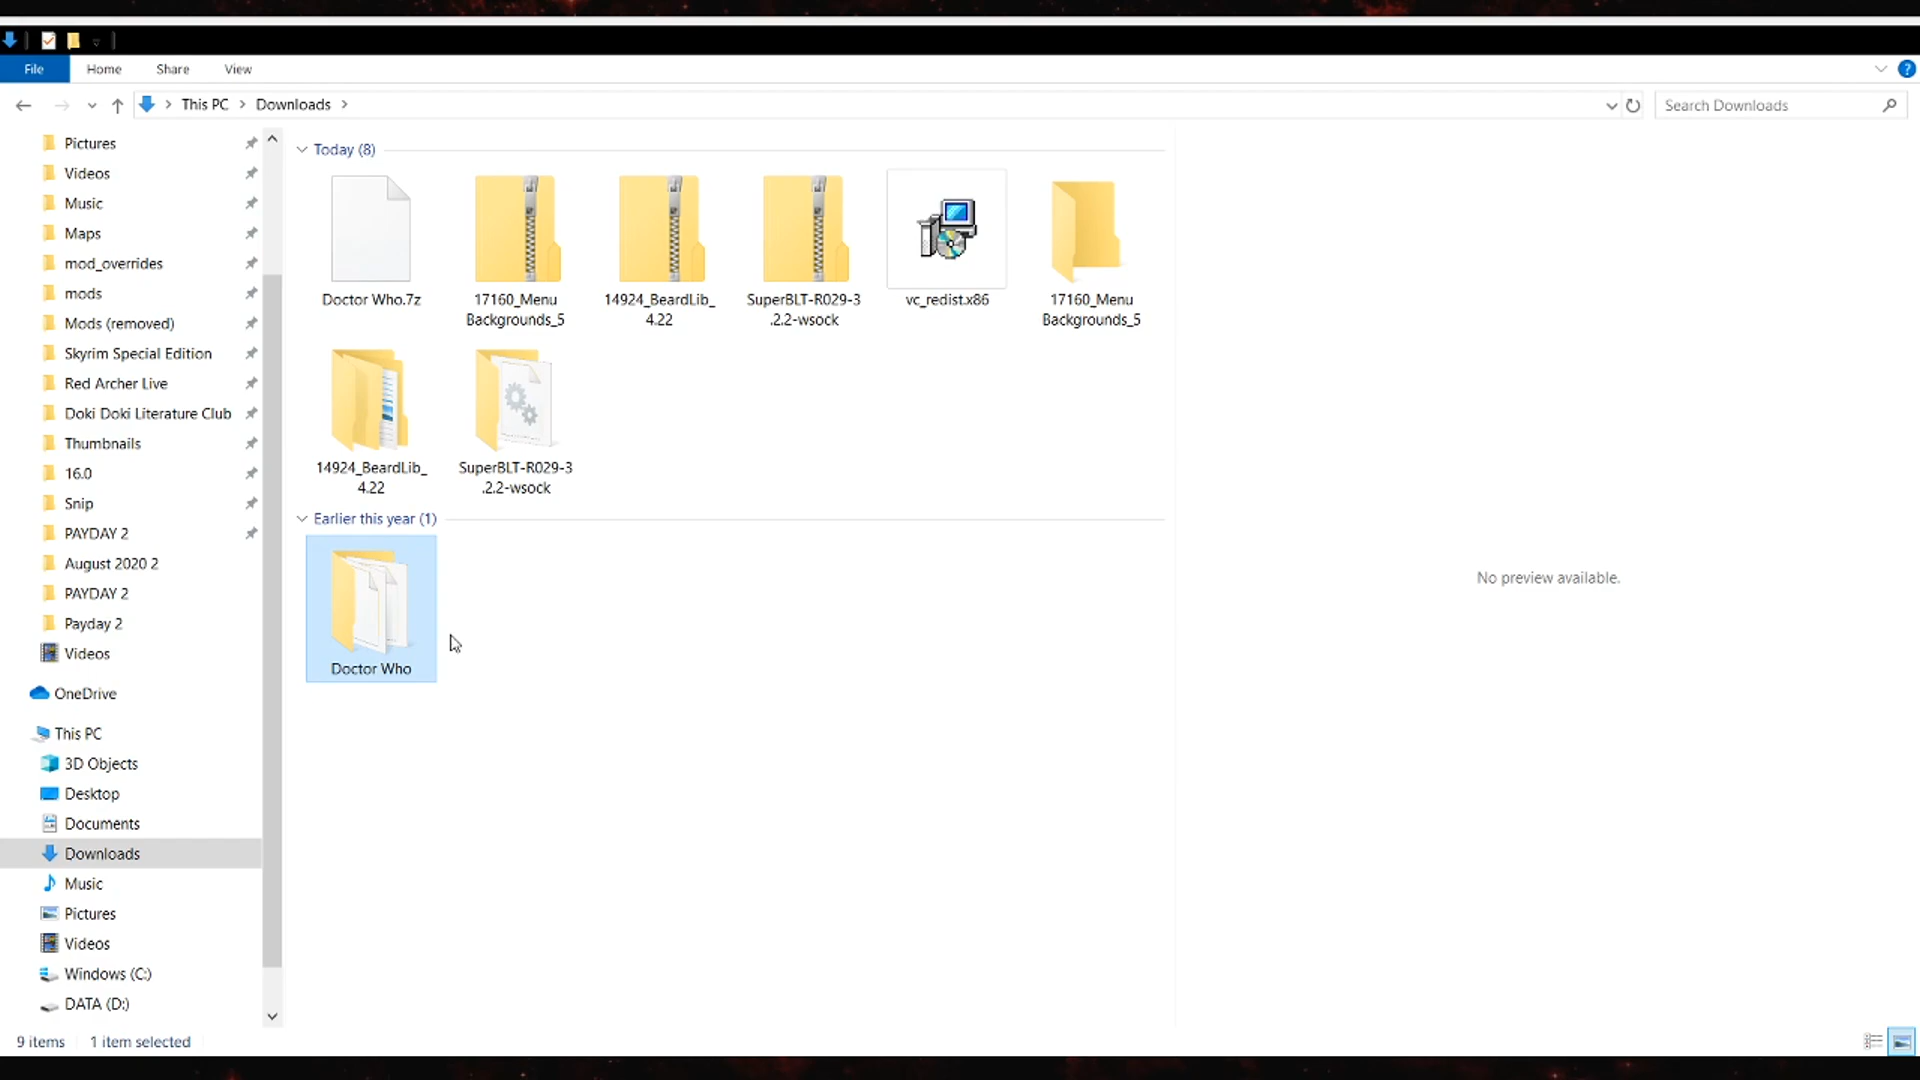 File Home Share View
This PC Downloads
Search Downloads
Pictures
Videos
Music
Maps
mod_overrides
mods
Mods (removed)
Skyrim Special Edition
Red Archer Live
Doki Doki Literature Club
Thumbnails
16.0
Snip
PAYDAY 2
August 2020 2
PAYDAY 2
Payday 2
Videos
OneDrive
This PC
3D Objects
Desktop
Documents
Downloads
Music
Pictures
Videos
Windows (C:)
DATA (D:)
Today (8)
Doctor Who.7z
17160_Menu
Backgrounds_5
14924_BeardLib_
4.22
SuperBLT-R029-3
.2.2-wsock
vc_redist.x86
17160_Menu
Backgrounds_5
14924_BeardLib_
4.22
SuperBLT-R029-3
.2.2-wsock
Earlier this year (1)
Doctor Who
No preview available.
9 items 1 item selected